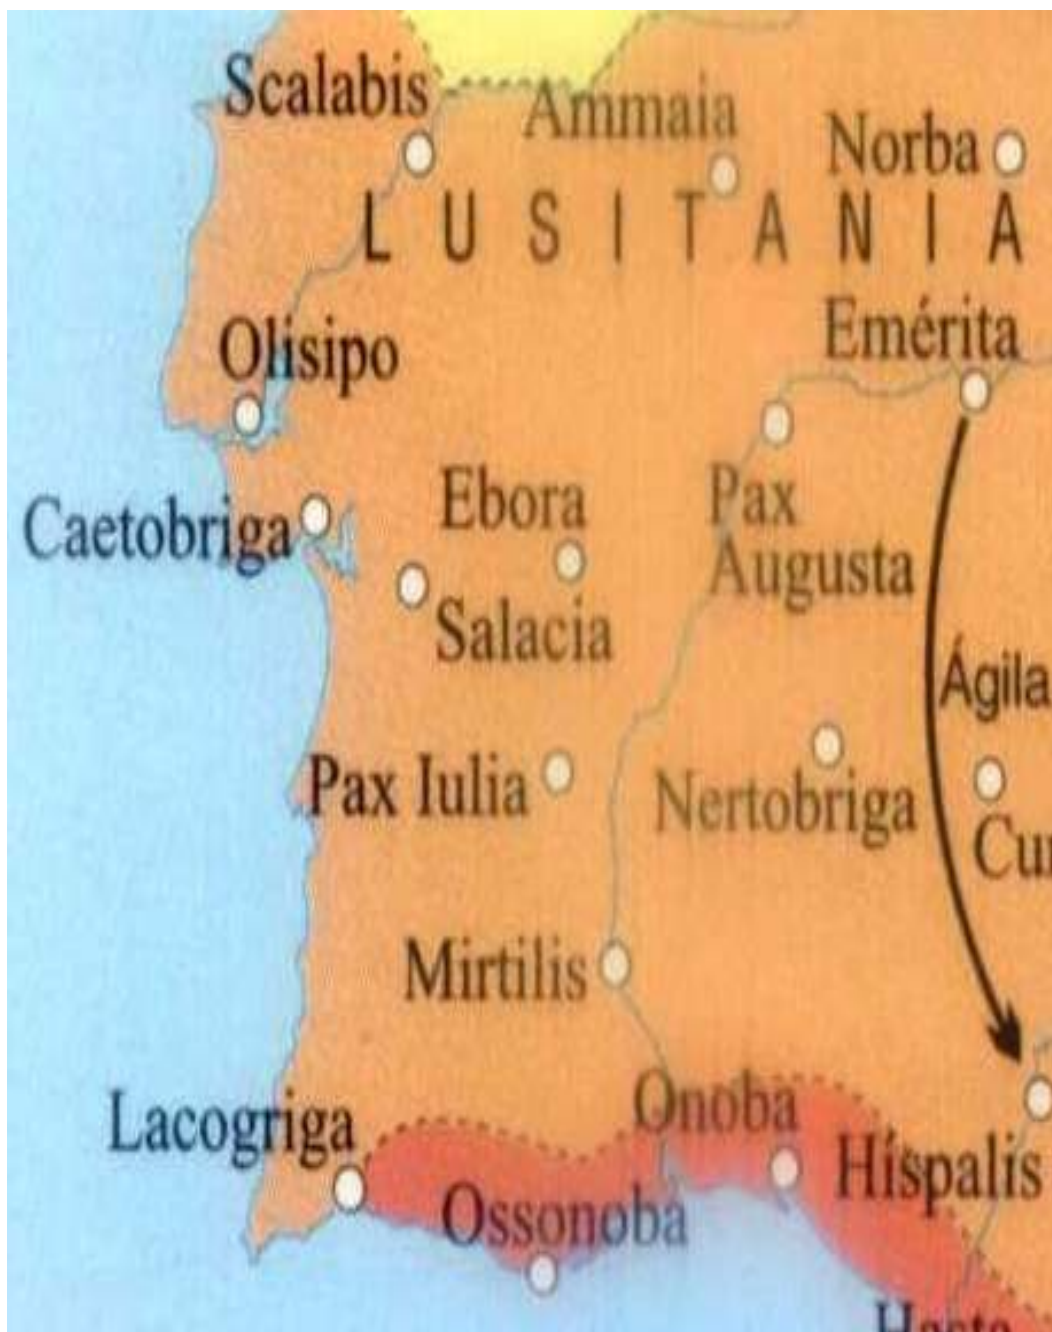 Scalabis
Ammaia
Norba
LUSITANIA
Emérita
Olisipo
Ebora
Pax
Augusta
Caetobriga
Salacia
Ágila
Pax Iulia
Nertobriga
Cur
Mirtilis
Onoba
Lacogriga
Híspalis
Ossonoba